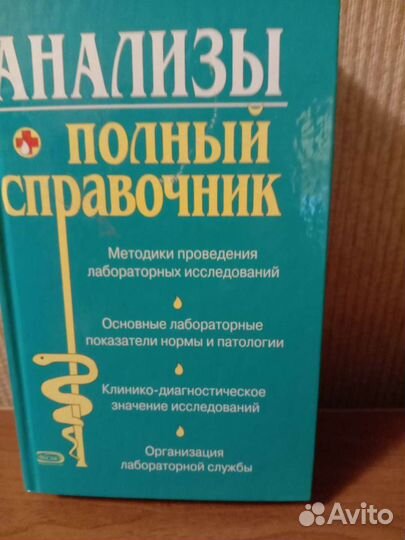 АНАЛИЗЫ
ПОЛНЫЙ
СПРАВОЧНИК
Методики проведения
лабораторных исследований
Основные лабораторные
показатели нормы и патологии
Клинико-диагностическое
значение исследований
Организация
лабораторной службы
Avito